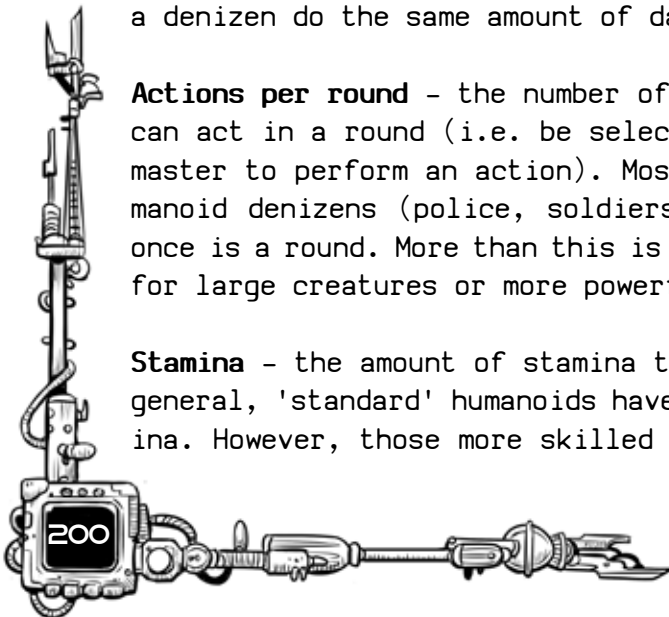 a denizen do the same amount of da
Actions per round – the number of
can act in a round (i.e. be selec
master to perform an action). Mos
manoid denizens (police, soldiers
once is a round. More than this is
for large creatures or more power
Stamina – the amount of stamina t
general, 'standard' humanoids have
ina. However, those more skilled
200